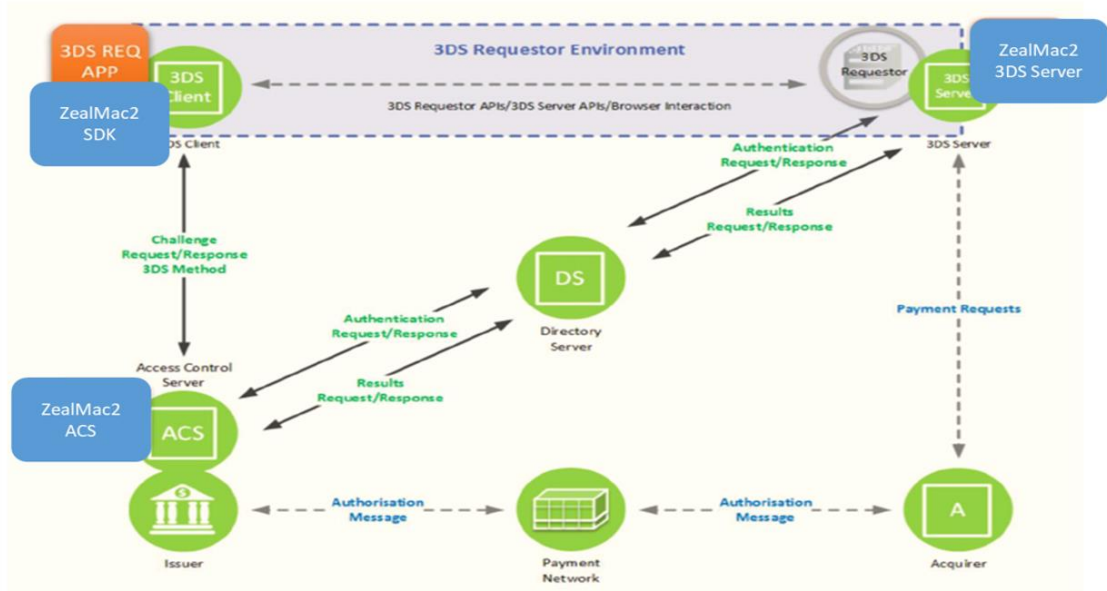 3DS Requestor Environment
3DS REQ
APP
3DS
Client
ZealMac2
SDK
3DS Requestor APIs/3DS Server APIs/Browser Interaction
3DS
Requestor
3DS
ZealMac2
3DS Server
DS Client
3DS Server
Authentication
Request/Response
Results
Request/Response
Challenge
Request/Response
3DS Method
DS
Directory
Server
Payment Requests
Authentication
Request/Response
Results
Request/Response
Access Control
Server
ZealMac2
ACS
ACS
Authorisation
Message
Authorisation
Message
A
$
Issuer
Payment
Network
Acquirer